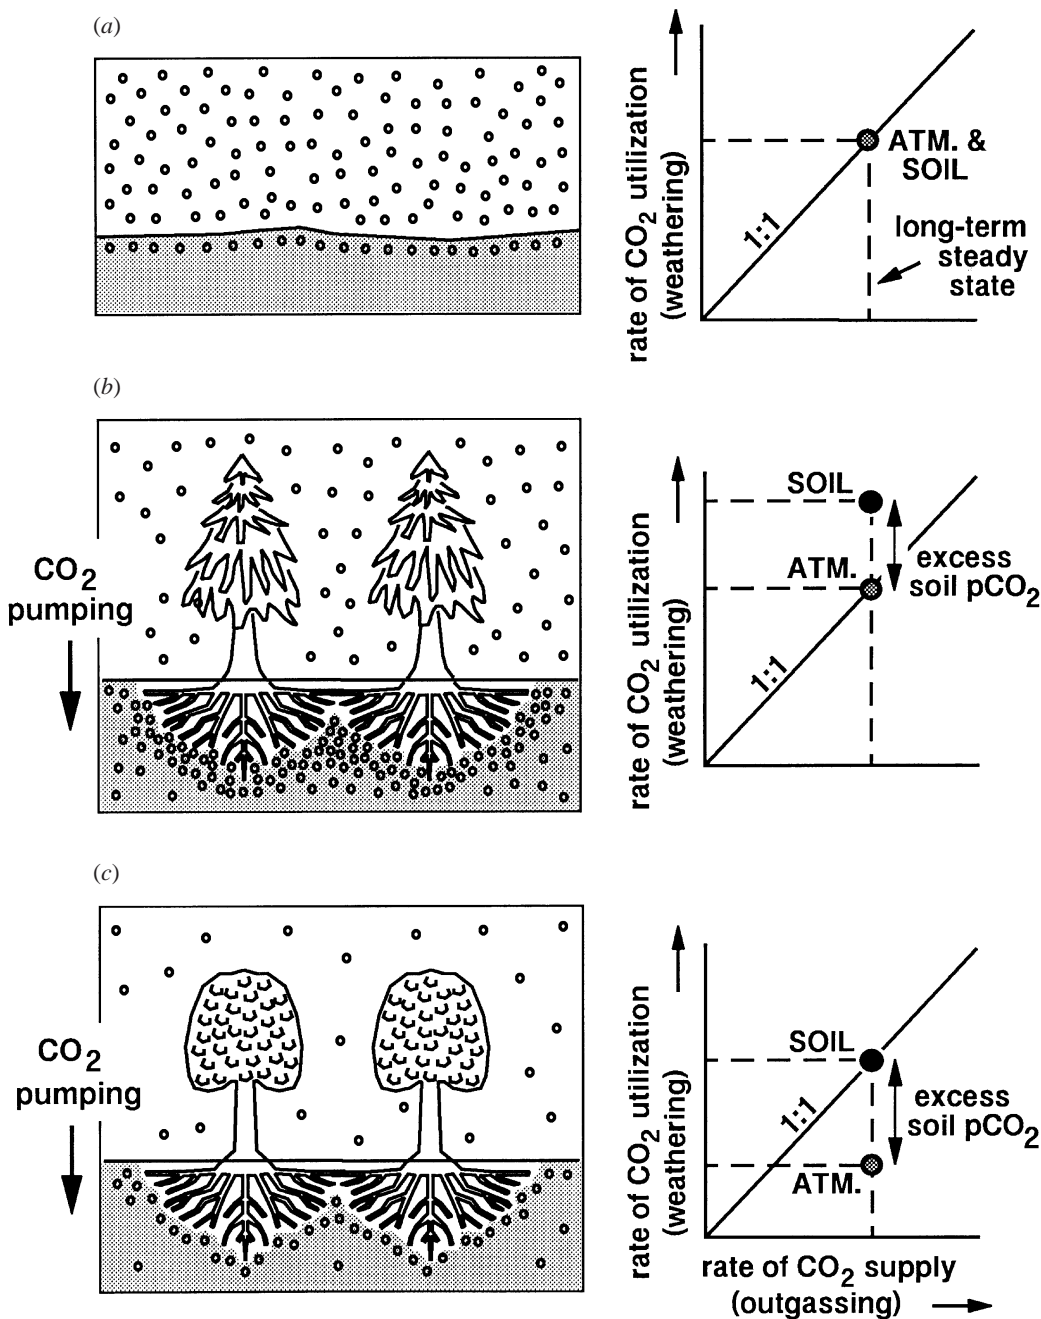 (a)
rate of CO2 utilization
(weathering)
ATM. &
SOIL
1:1
long-term
steady
state
(b)
CO2
pumping
rate of CO2 utilization
(weathering)
SOIL
ATM.
excess
soil pCO2
1:1
(c)
CO2
pumping
rate of CO2 utilization
(weathering)
SOIL
1:1
excess
soil pCO2
ATM.
rate of CO2 supply
(outgassing)